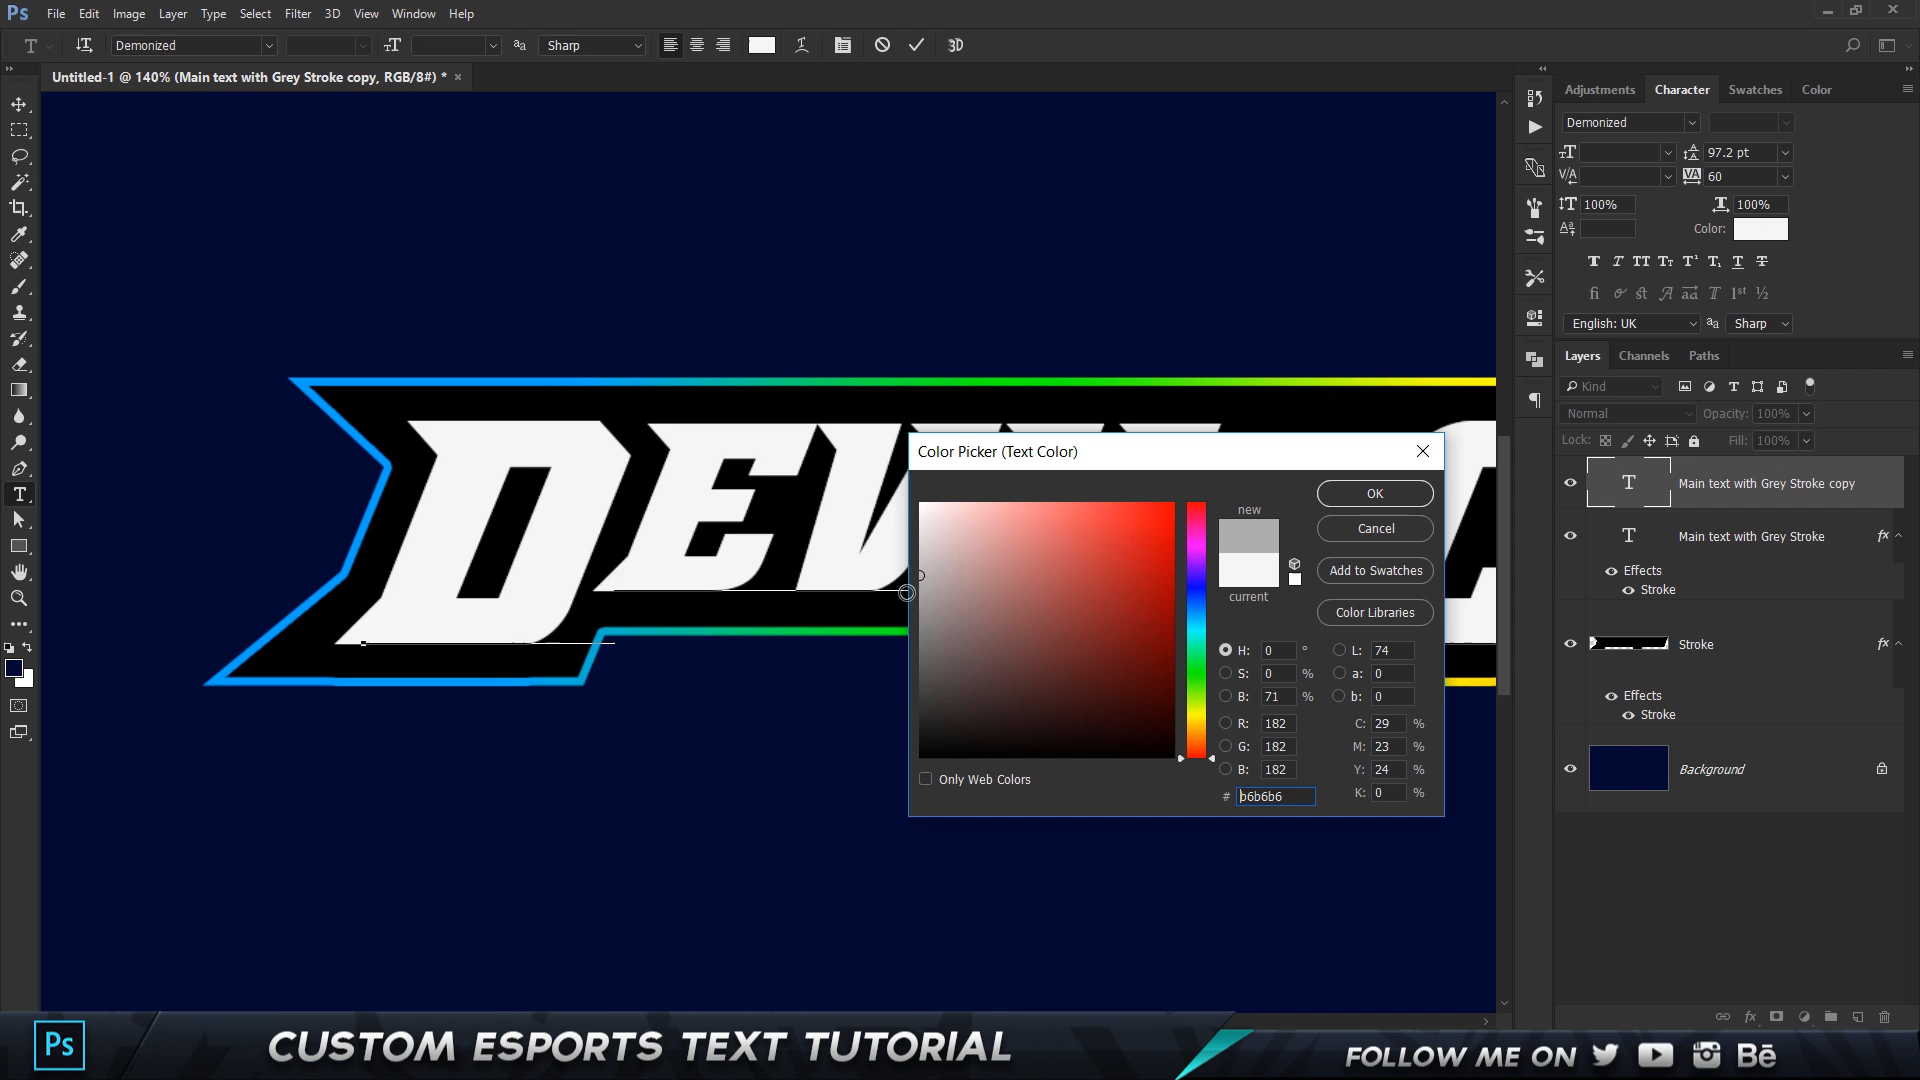 Ps File Edit Image Layer Type Select Filter 3D View Window Help
Demonized Sharp 3D
Untitled-1 @ 140% (Main text with Grey Stroke copy, RGB/8#) * ×
Adjustments Character Swatches Color
Demonized
97.2 pt
60
100% 100%
Color:
English: UK Sharp
Layers Channels Paths
Kind
Normal Opacity: 100%
Lock: Fill: 100%
Main text with Grey Stroke copy
Main text with Grey Stroke fx
Effects
Stroke
Stroke fx
Effects
Stroke
Background
Color Picker (Text Color)
new
current
OK
Cancel
Add to Swatches
Color Libraries
H: 0 ° L: 74
S: 0 % a: 0
B: 71 % b: 0
R: 182 C: 29 %
G: 182 M: 23 %
B: 182 Y: 24 %
# b6b6b6 K: 0 %
Only Web Colors
Ps CUSTOM ESPORTS TEXT TUTORIAL
FOLLOW ME ON Bē